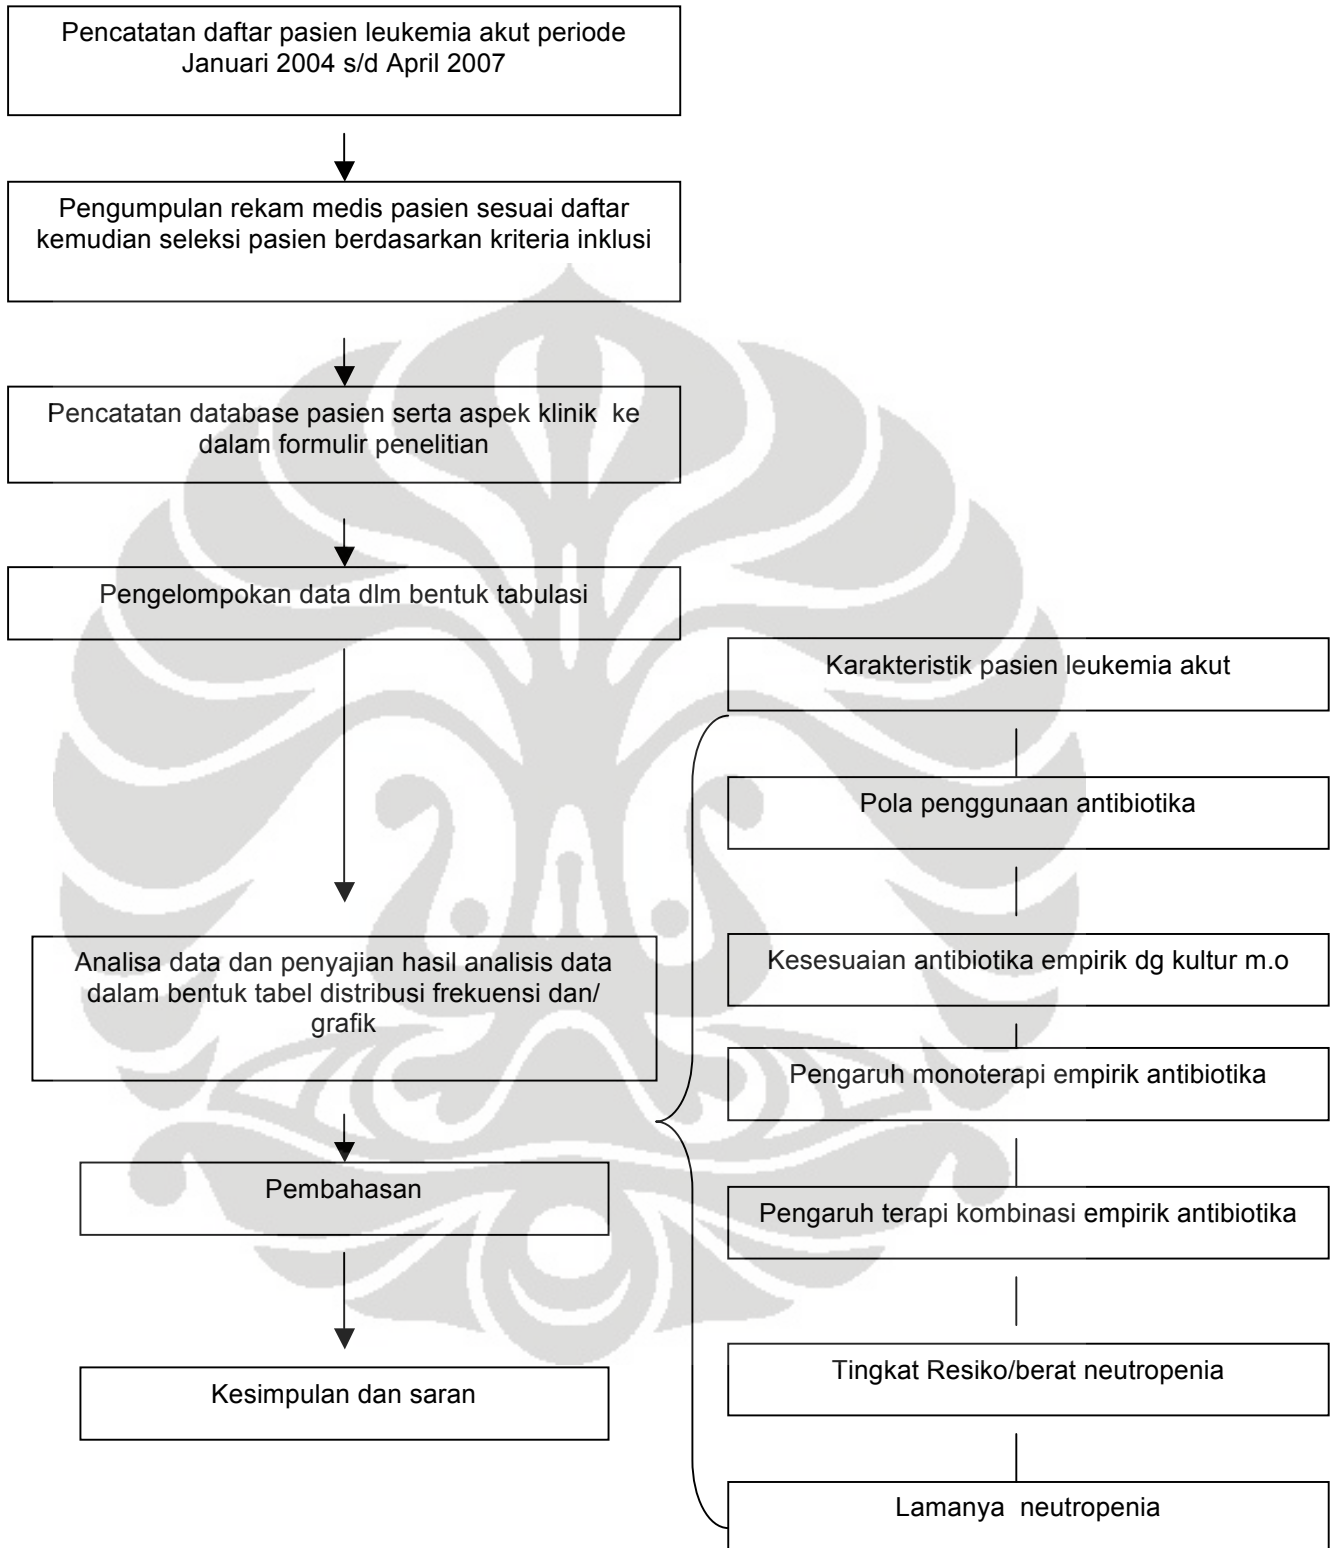 Pencatatan daftar pasien leukemia akut periode
Januari 2004 s/d April 2007
Pengumpulan rekam medis pasien sesuai daftar
kemudian seleksi pasien berdasarkan kriteria inklusi
Pencatatan database pasien serta aspek klinik ke
dalam formulir penelitian
Pengelompokan data dlm bentuk tabulasi
Analisa data dan penyajian hasil analisis data
dalam bentuk tabel distribusi frekuensi dan/
grafik
Pembahasan
Kesimpulan dan saran
Karakteristik pasien leukemia akut
Pola penggunaan antibiotika
Kesesuaian antibiotika empirik dg kultur m.o
Pengaruh monoterapi empirik antibiotika
Pengaruh terapi kombinasi empirik antibiotika
Tingkat Resiko/berat neutropenia
Lamanya neutropenia